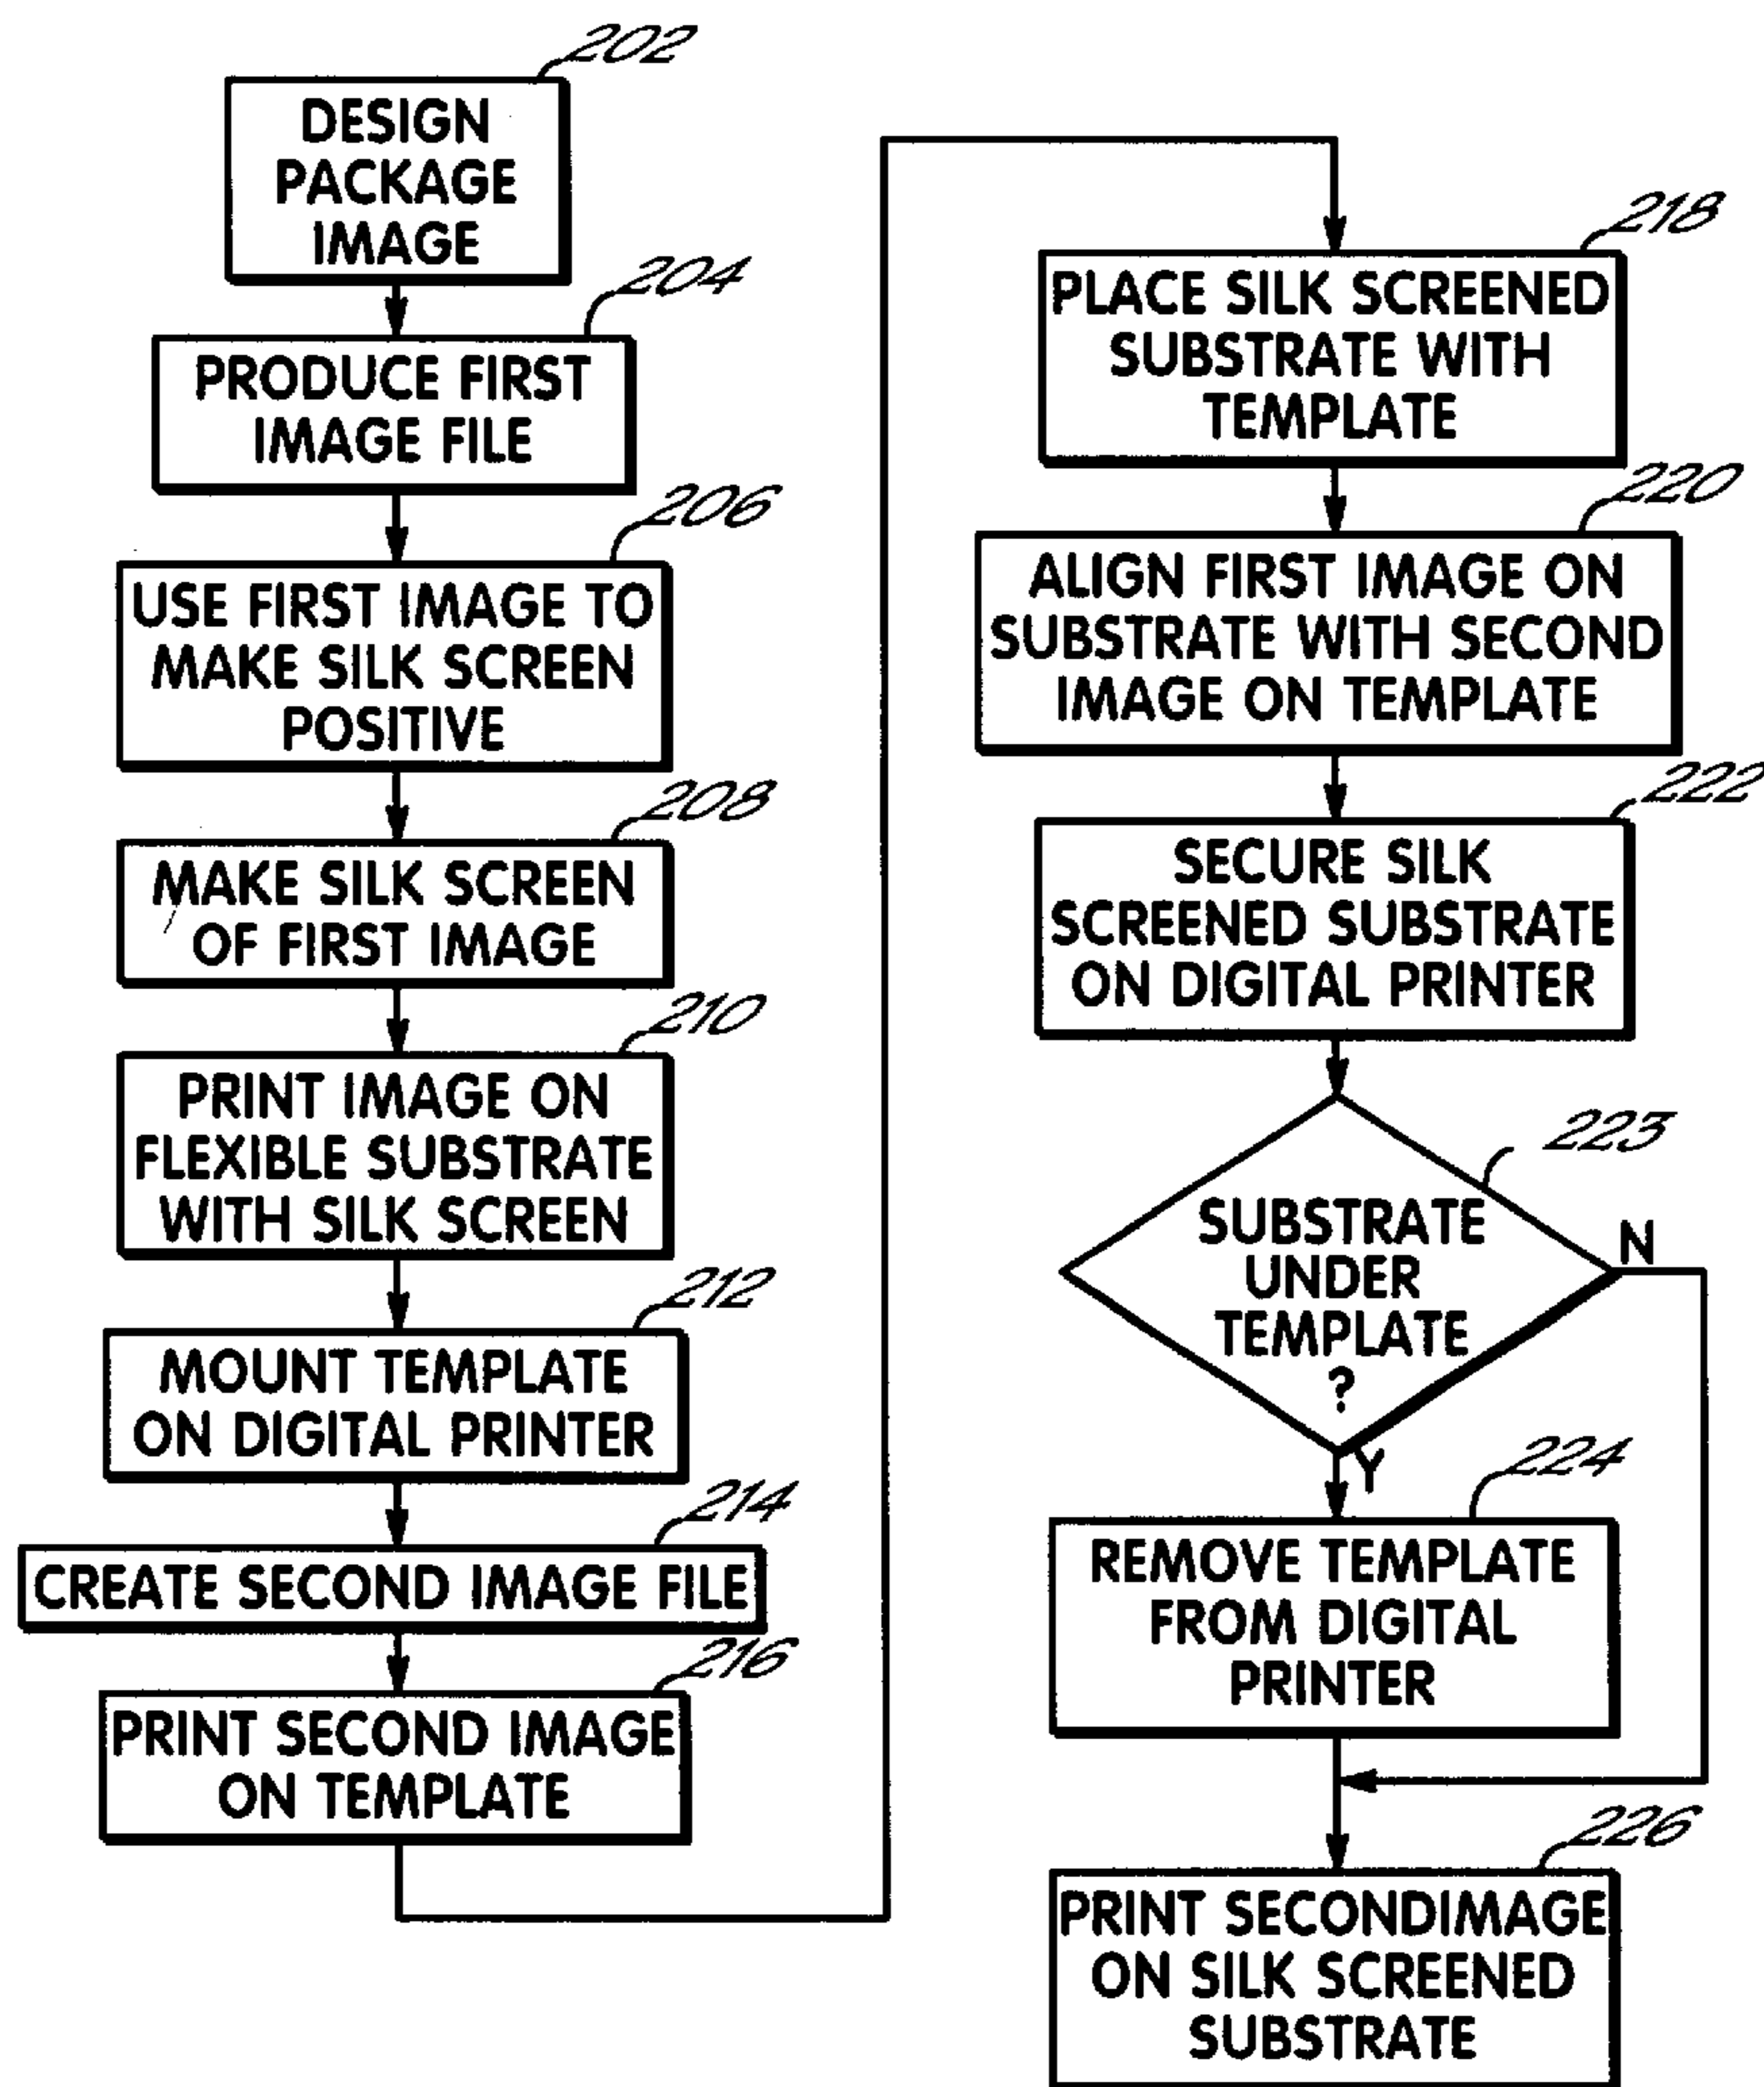 202
DESIGN
PACKAGE
IMAGE
204
PRODUCE FIRST
IMAGE FILE
206
USE FIRST IMAGE TO
MAKE SILK SCREEN
POSITIVE
208
MAKE SILK SCREEN
OF FIRST IMAGE
210
PRINT IMAGE ON
FLEXIBLE SUBSTRATE
WITH SILK SCREEN
212
MOUNT TEMPLATE
ON DIGITAL PRINTER
214
CREATE SECOND IMAGE FILE
216
PRINT SECOND IMAGE
ON TEMPLATE
218
PLACE SILK SCREENED
SUBSTRATE WITH
TEMPLATE
220
ALIGN FIRST IMAGE ON
SUBSTRATE WITH SECOND
IMAGE ON TEMPLATE
222
SECURE SILK
SCREENED SUBSTRATE
ON DIGITAL PRINTER
223
SUBSTRATE
UNDER
TEMPLATE
?
N
Y
224
REMOVE TEMPLATE
FROM DIGITAL
PRINTER
226
PRINT SECONDIMAGE
ON SILK SCREENED
SUBSTRATE